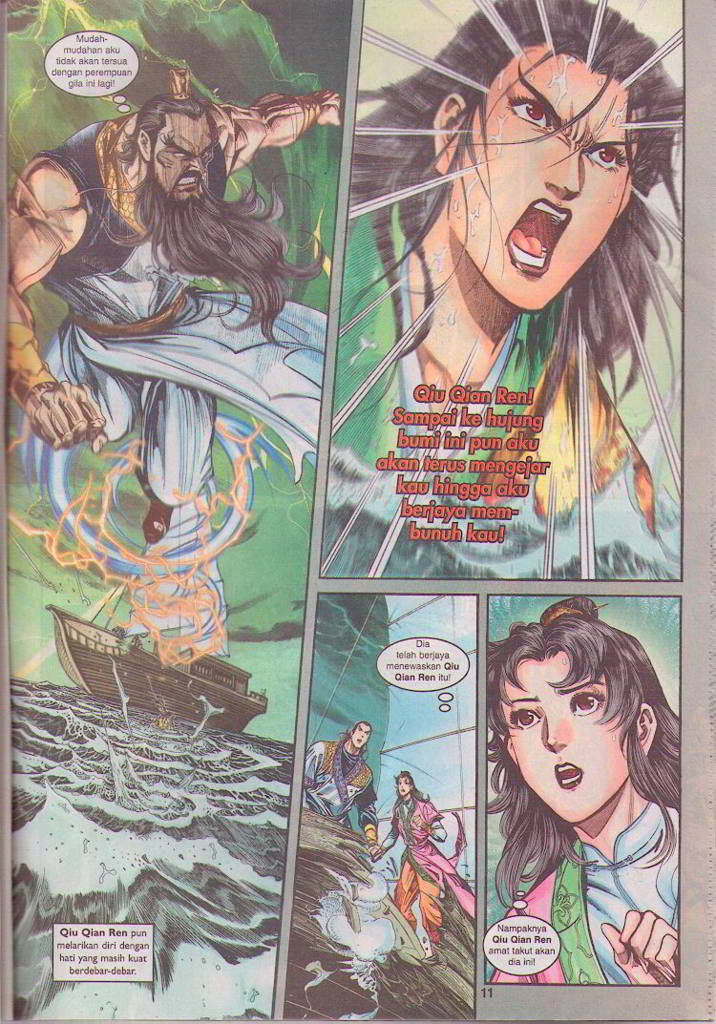 Mudah-
mudahan aku
tidak akan tersua
dengan perempuan
gila ini lagi!
Qiu Qian Ren!
Sampai ke hujung
bumi ini pun aku
akan terus mengejar
kau hingga aku
berjaya mem-
bunuh kau!
Dia
telah berjaya
menewaskan Qiu
Qian Ren itu!
Nampaknya
Qiu Qian Ren
amat takut akan
dia ini!
Qiu Qian Ren pun
melarikan diri dengan
hati yang masih kuat
berdebar-debar.
11